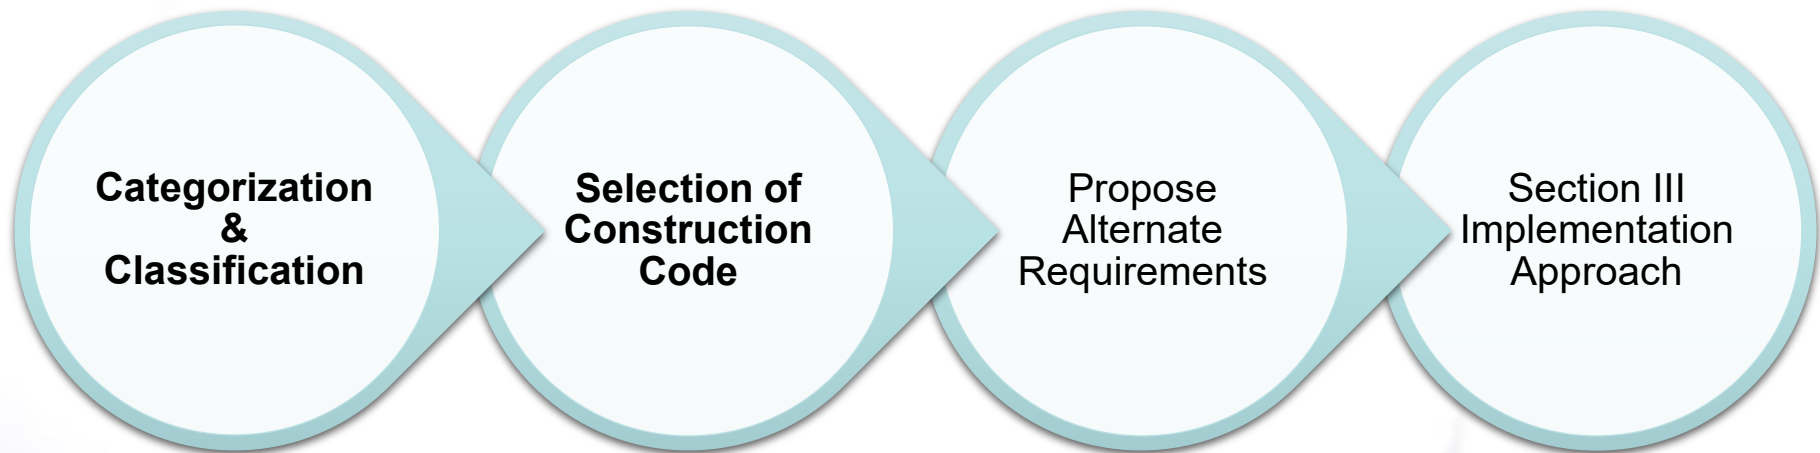 Categorization
&
Classification
Selection of
Construction
Code
Propose
Alternate
Requirements
Section III
Implementation
Approach